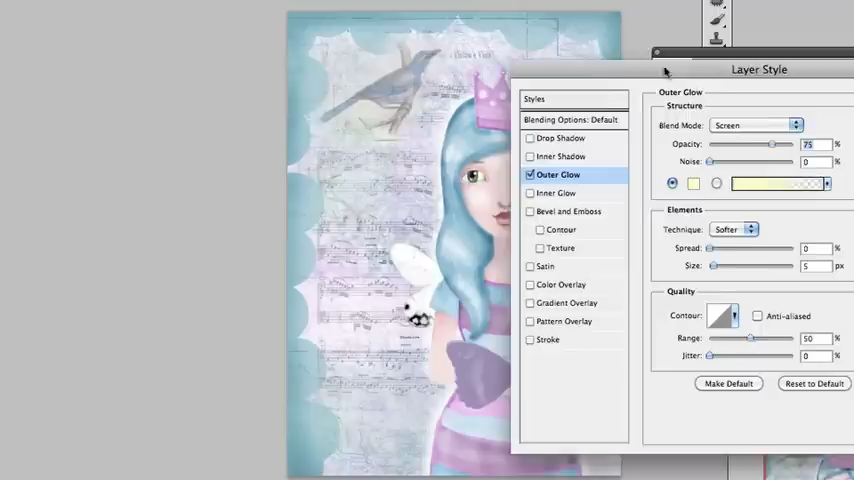 Layer Style
Styles
Blending Options: Default
Drop Shadow
Inner Shadow
Outer Glow
Inner Glow
Bevel and Emboss
Contour
Texture
Satin
Color Overlay
Gradient Overlay
Pattern Overlay
Stroke
Outer Glow
Structure
Blend Mode: Screen
Opacity: 75 %
Noise: 0 %
Elements
Technique: Softer
Spread: 0 %
Size: 5 px
Quality
Contour: Anti-aliased
Range: 50 %
Jitter: 0 %
Make Default Reset to Default